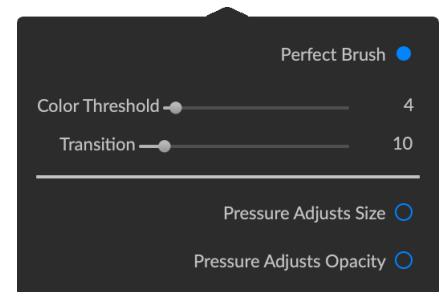 Perfect Brush
Color Threshold 4
Transition 10
Pressure Adjusts Size
Pressure Adjusts Opacity